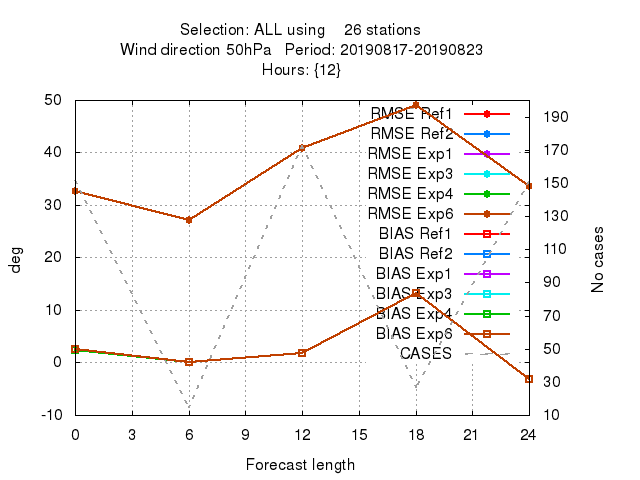 Selection: ALL using 26 stations
Wind direction 50hPa Period: 20190817-20190823
Hours: {12}
50
40
30
20
10
0
-10
deg
190
170
150
130
110
90
70
50
30
10
No cases
RMSE Ref1
RMSE Ref2
RMSE Exp1
RMSE Exp3
RMSE Exp4
RMSE Exp6
BIAS Ref1
BIAS Ref2
BIAS Exp1
BIAS Exp3
BIAS Exp4
BIAS Exp6
CASES
0 3 6 9 12 15 18 21 24
Forecast length